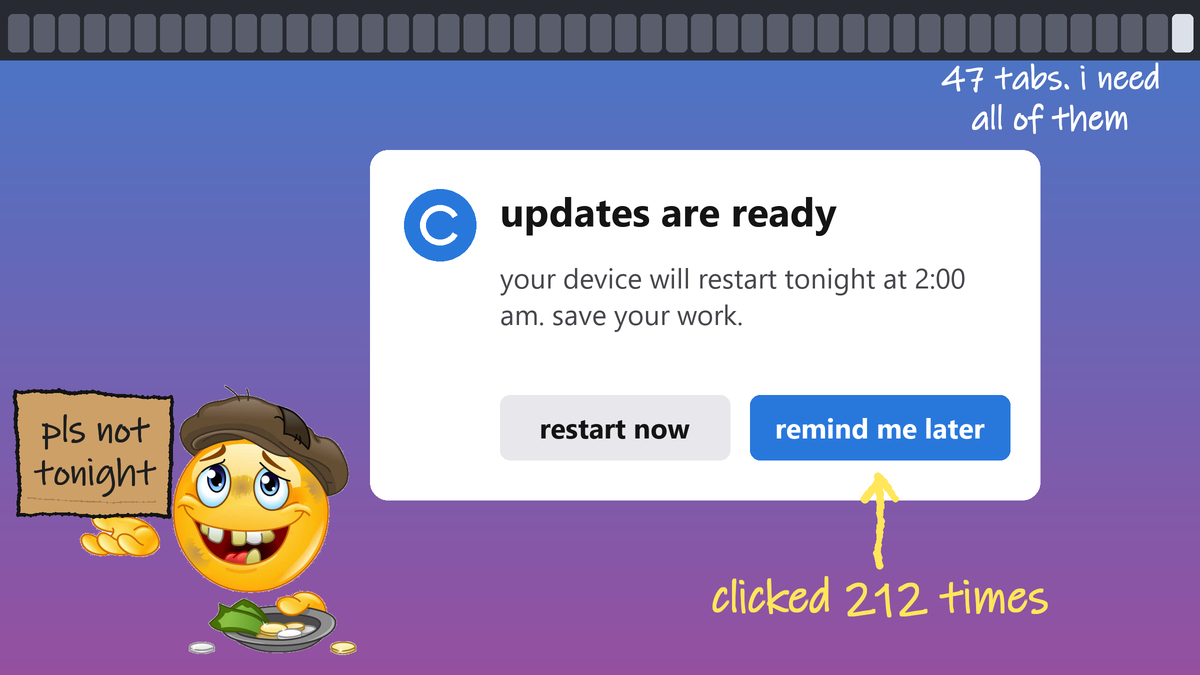 47 tabs. i need
all of them
C
updates are ready
your device will restart tonight at 2:00
am. save your work.
restart now
remind me later
pls not
tonight
clicked 212 times